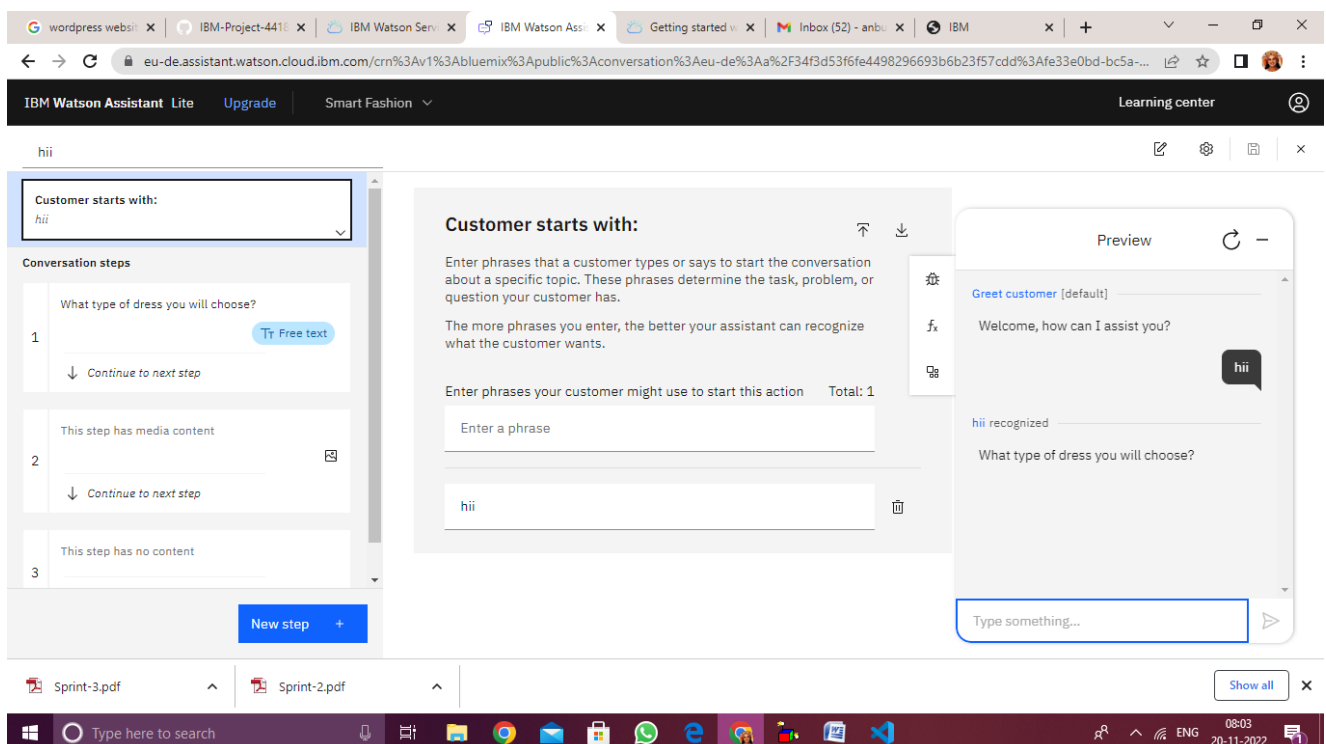 wordpress websit
IBM-Project-4418
IBM Watson Serv
IBM Watson Assi
Getting started w
Inbox (52) - anbu
IBM
eu-de.assistant.watson.cloud.ibm.com/crn%3Av1%3Abluemix%3Apublic%3Aconversation%3Aeu-de%3Aa%2F34f3d53f6fe4498296693b6b23f57cdd%3Afe33e0bd-bc5a-...
IBM Watson Assistant Lite
Upgrade
Smart Fashion
Learning center
hii
Customer starts with:
hii
Conversation steps
1
What type of dress you will choose?
Free text
Continue to next step
2
This step has media content
Continue to next step
3
This step has no content
New step +
Customer starts with:
Enter phrases that a customer types or says to start the conversation
about a specific topic. These phrases determine the task, problem, or
question your customer has.
The more phrases you enter, the better your assistant can recognize
what the customer wants.
Enter phrases your customer might use to start this action
Total: 1
Enter a phrase
hii
Preview
Greet customer [default]
Welcome, how can I assist you?
hii
hii recognized
What type of dress you will choose?
Type something...
Sprint-3.pdf
Sprint-2.pdf
Show all
Type here to search
ENG
08:03
20-11-2022